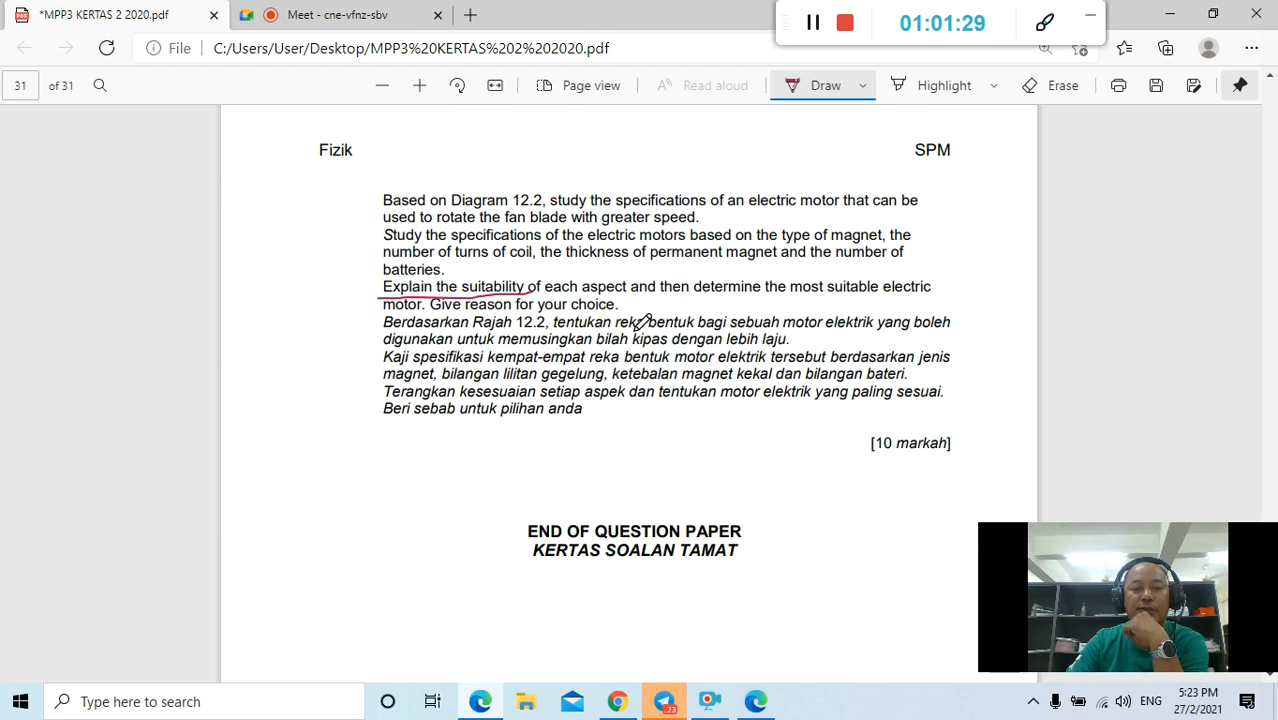 *MPP3 KERTAS 2 2020.pdf
Meet - cne-vfnz-sbv
01:01:29
File
C:/Users/User/Desktop/MPP3%20KERTAS%202%202020.pdf
31 of 31
Page view
Read aloud
Draw
Highlight
Erase
Fizik SPM
Based on Diagram 12.2, study the specifications of an electric motor that can be
used to rotate the fan blade with greater speed.
Study the specifications of the electric motors based on the type of magnet, the
number of turns of coil, the thickness of permanent magnet and the number of
batteries.
Explain the suitability of each aspect and then determine the most suitable electric
motor. Give reason for your choice.
Berdasarkan Rajah 12.2, tentukan reka bentuk bagi sebuah motor elektrik yang boleh
digunakan untuk memusingkan bilah kipas dengan lebih laju.
Kaji spesifikasi kempat-empat reka bentuk motor elektrik tersebut berdasarkan jenis
magnet, bilangan lilitan gegelung, ketebalan magnet kekal dan bilangan bateri.
Terangkan kesesuaian setiap aspek dan tentukan motor elektrik yang paling sesuai.
Beri sebab untuk pilihan anda
[10 markah]
END OF QUESTION PAPER
KERTAS SOALAN TAMAT
Type here to search
23
ENG
5:23 PM
27/2/2021